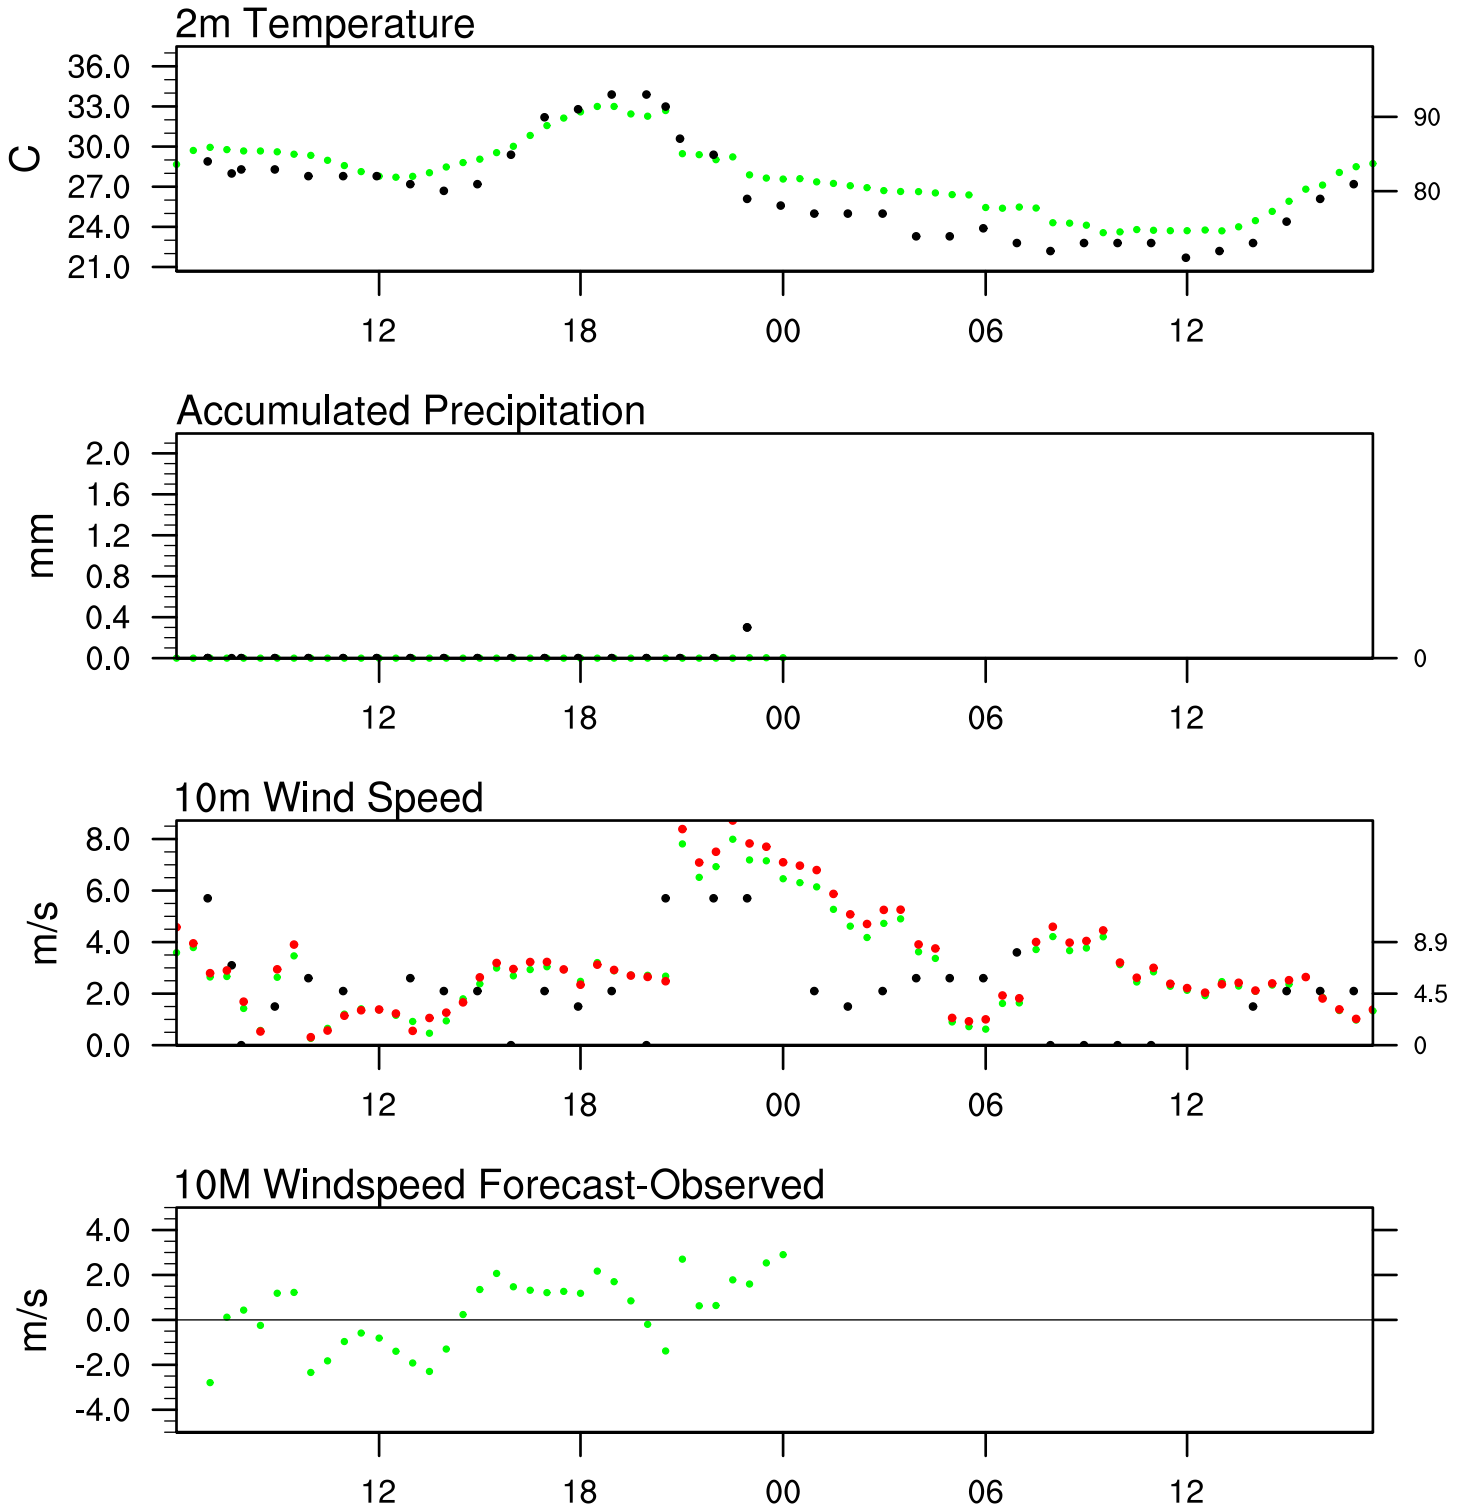 2m Temperature
36.0
33.0
30.0
27.0
24.0
21.0
C
90
80
12 18 00 06 12
Accumulated Precipitation
2.0
1.6
1.2
0.8
0.4
0.0
mm
0
12 18 00 06 12
10m Wind Speed
8.0
6.0
4.0
2.0
0.0
m/s
8.9
4.5
0
12 18 00 06 12
10M Windspeed Forecast-Observed
4.0
2.0
0.0
-2.0
-4.0
m/s
12 18 00 06 12